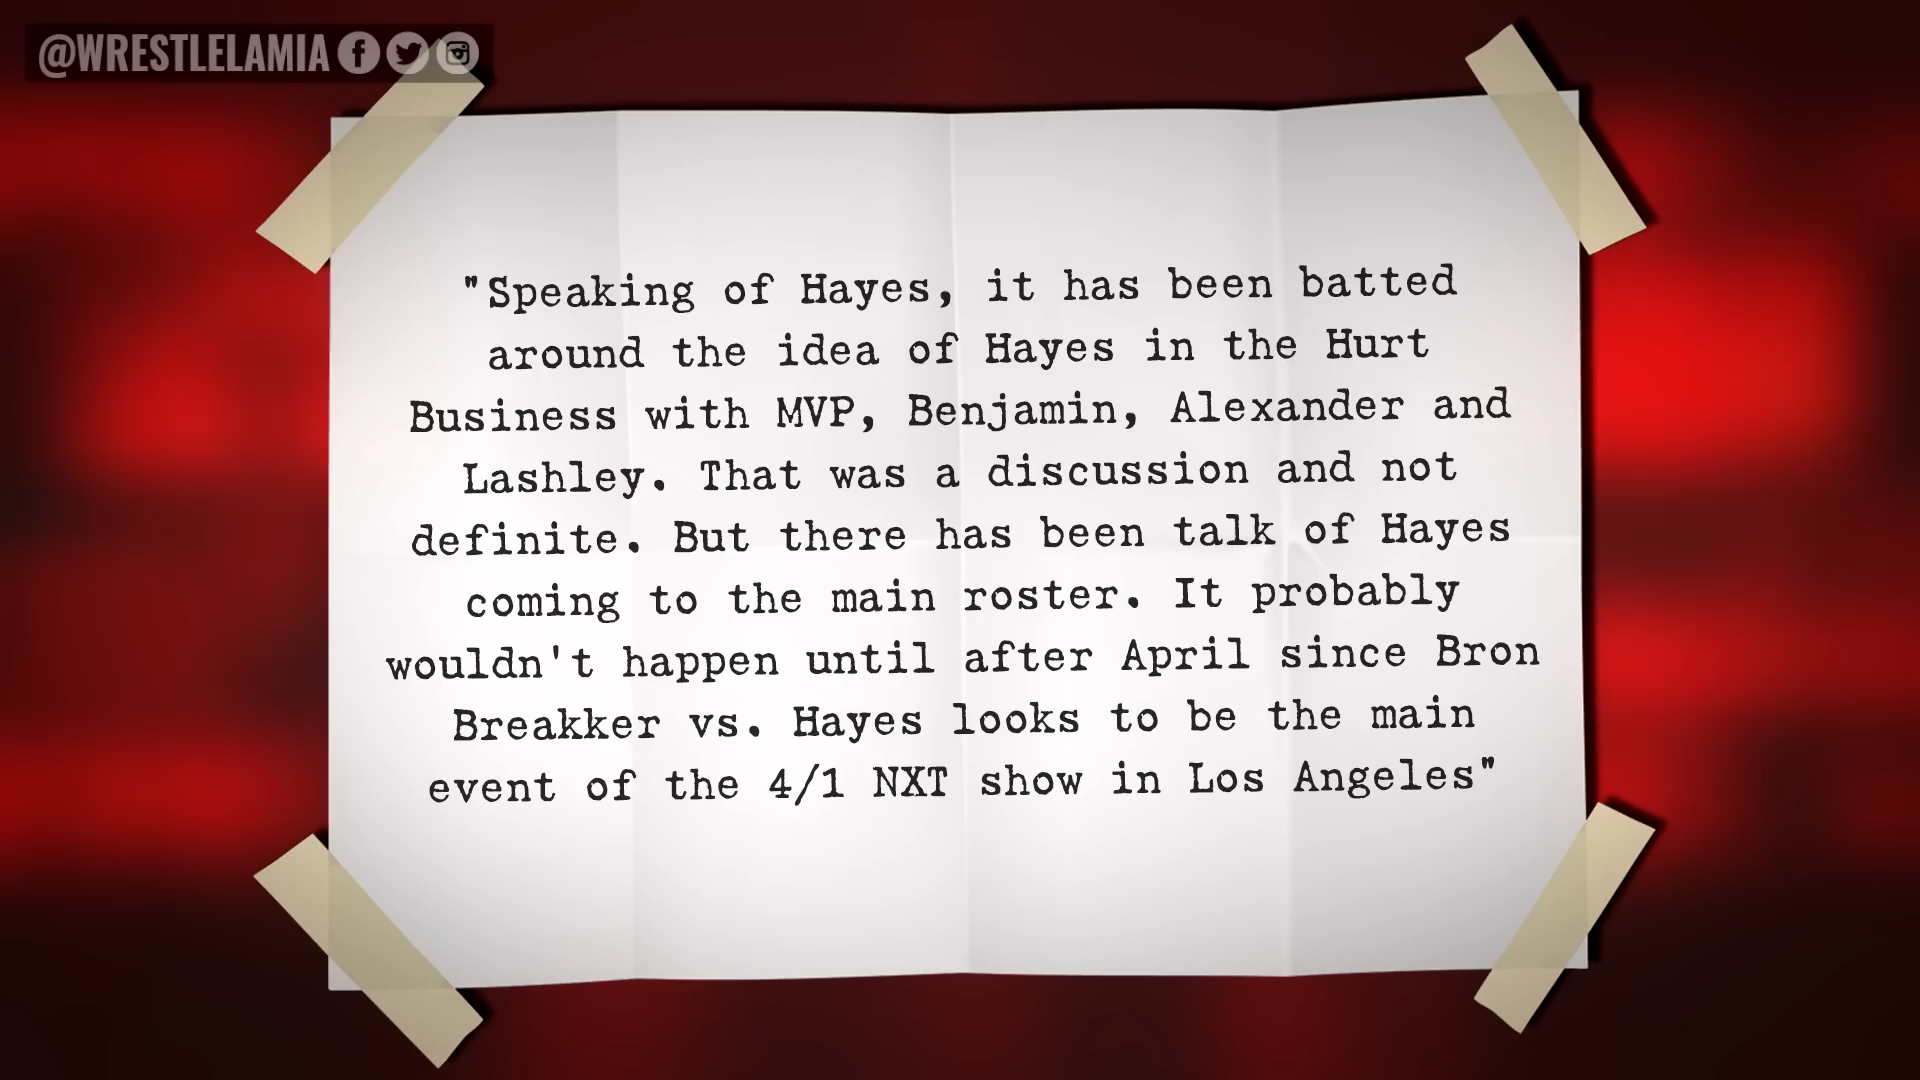 @WRESTLELAMIA
"Speaking of Hayes, it has been batted
around the idea of Hayes in the Hurt
Business with MVP, Benjamin, Alexander and
Lashley. That was a discussion and not
definite. But there has been talk of Hayes
coming to the main roster. It probably
wouldn't happen until after April since Bron
Breakker vs. Hayes looks to be the main
event of the 4/1 NXT show in Los Angeles"